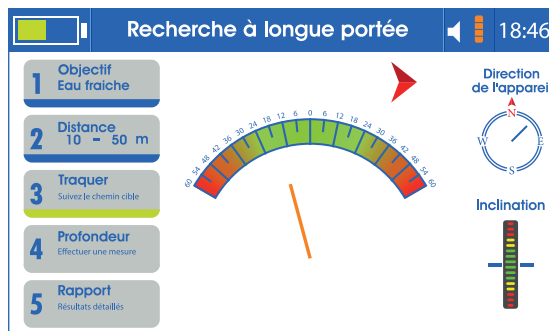 Recherche à longue portée
18:46
1 Objectif
Eau fraiche
2 Distance
10 - 50 m
3 Traquer
Suivez le chemin cible
4 Profondeur
Effectuer une mesure
5 Rapport
Résultats détaillés
60 54 48 42 36 30 24 18 12 6 0 6 12 18 24 30 36 42 48 54 60
Direction
de l'apparei
N
W E
S
Inclination